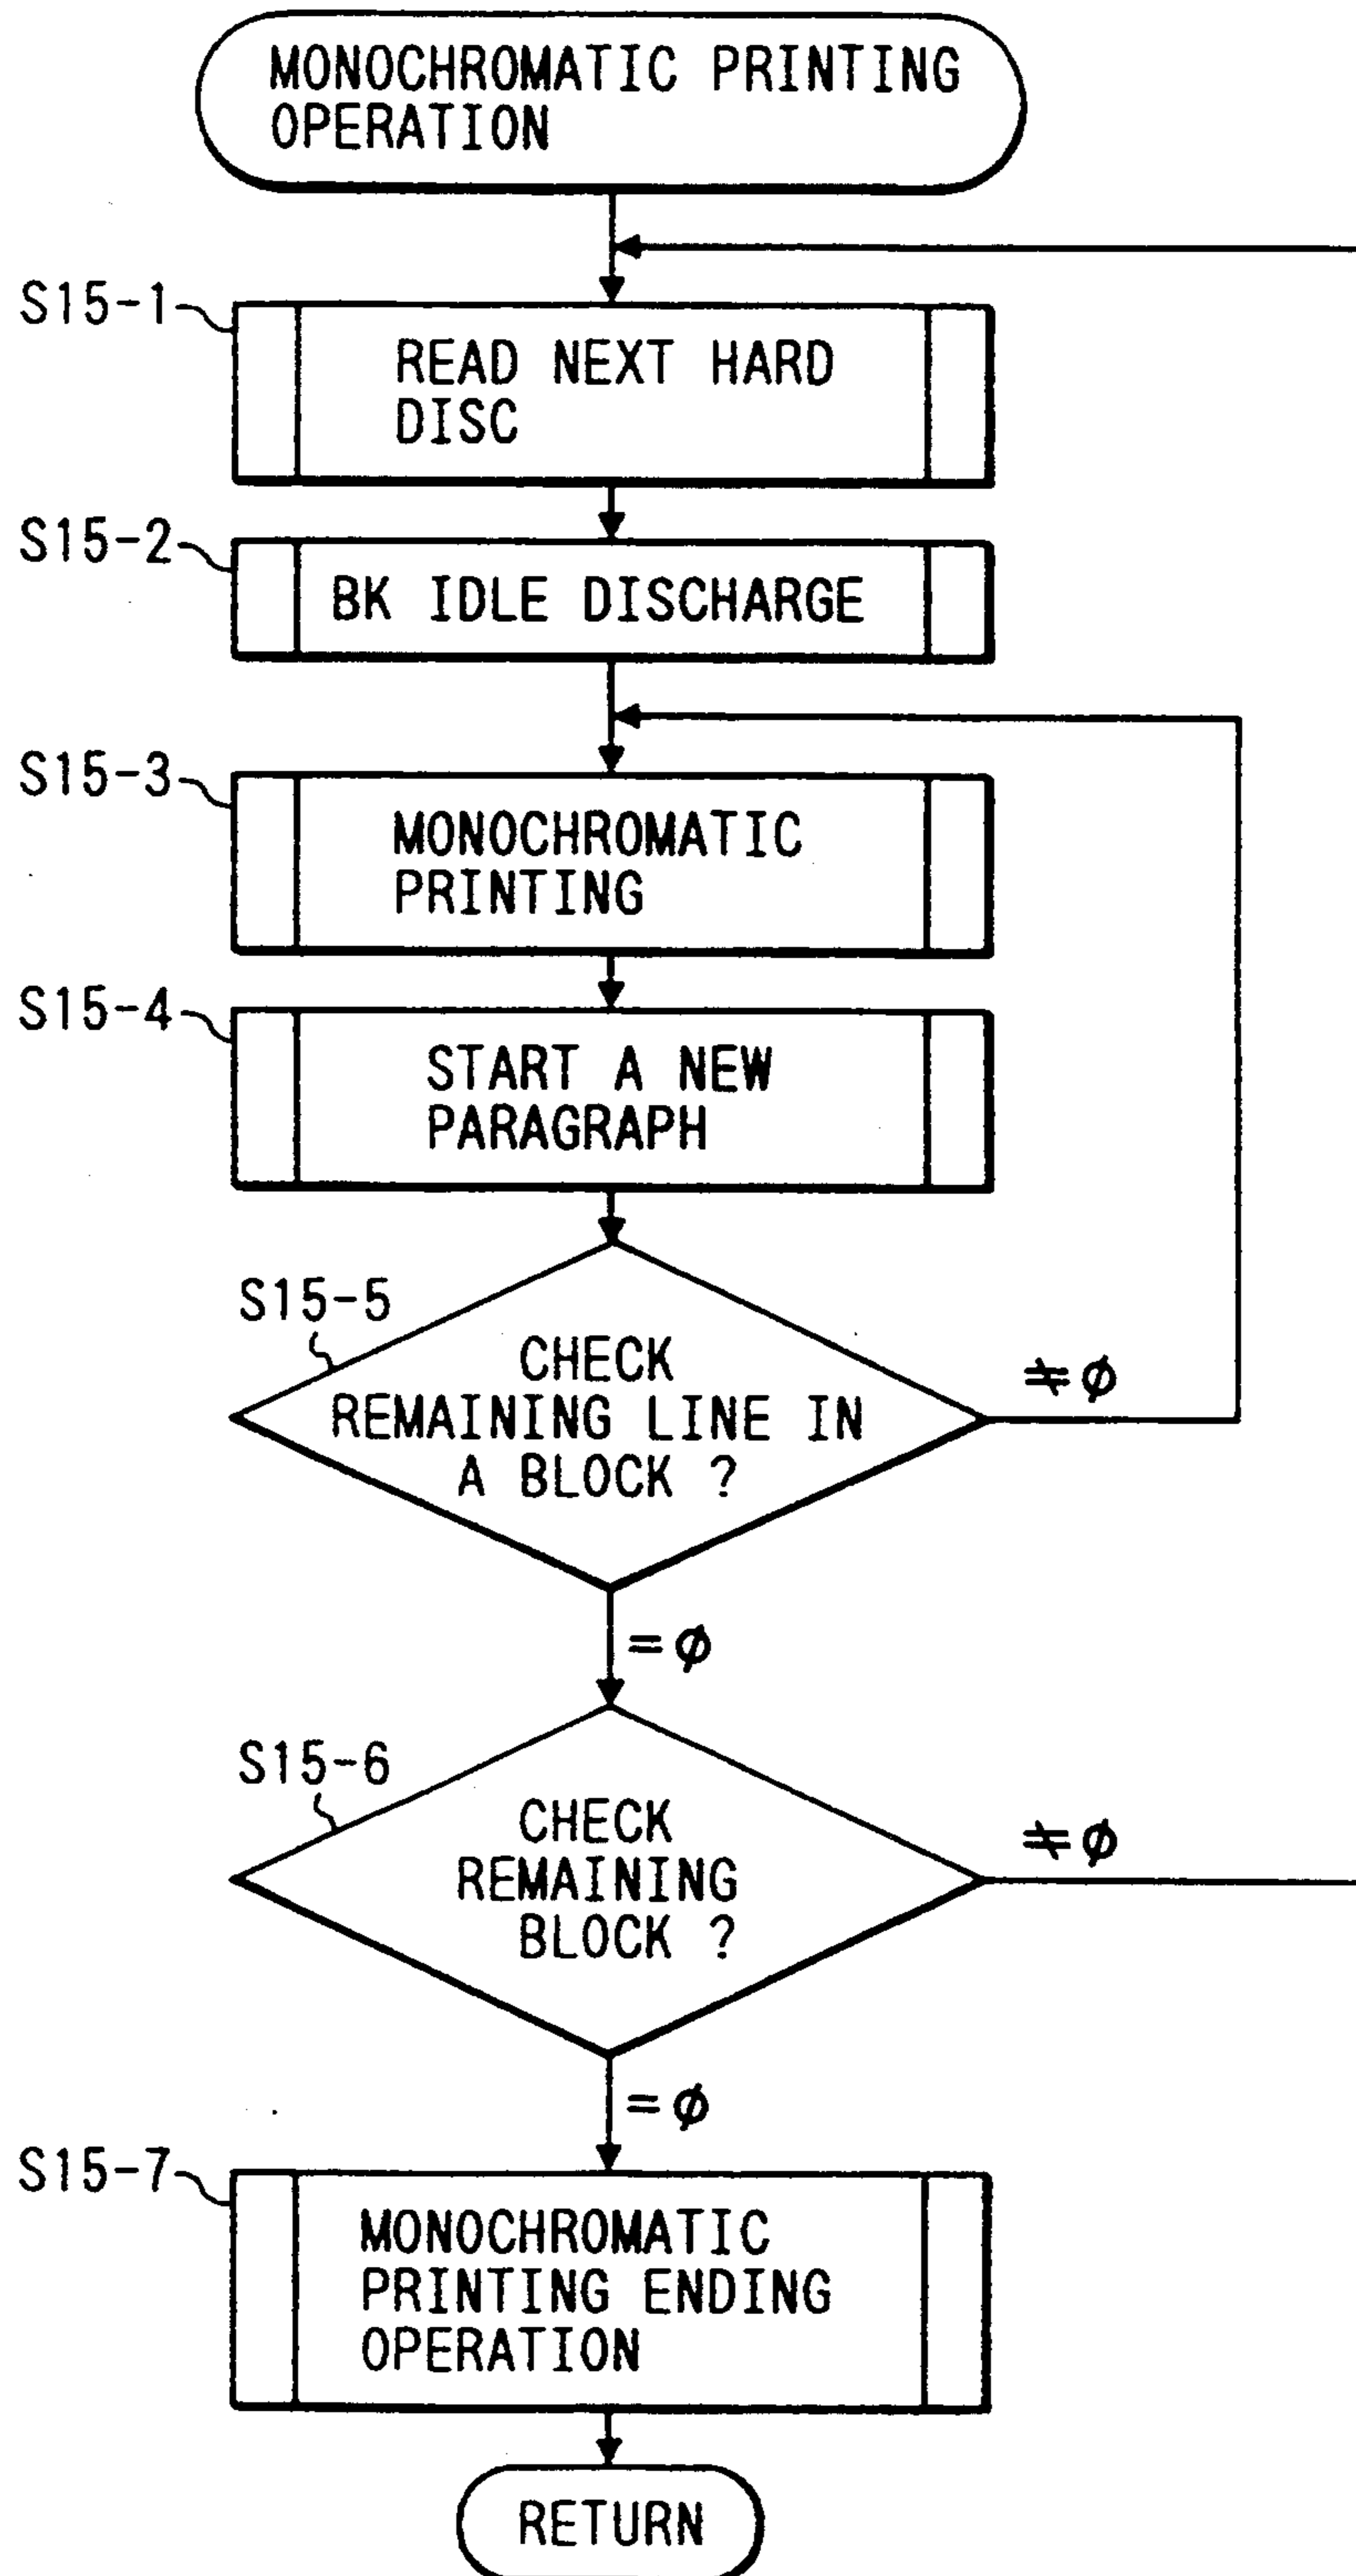 MONOCHROMATIC PRINTING
OPERATION
S15-1
READ NEXT HARD
DISC
S15-2
BK IDLE DISCHARGE
S15-3
MONOCHROMATIC
PRINTING
S15-4
START A NEW
PARAGRAPH
S15-5
CHECK
REMAINING LINE IN
A BLOCK ?
≠ø
=ø
S15-6
CHECK
REMAINING
BLOCK ?
≠ø
=ø
S15-7
MONOCHROMATIC
PRINTING ENDING
OPERATION
RETURN